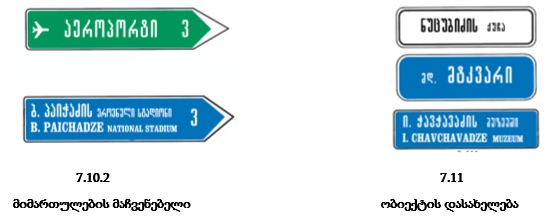 აეროპორტი 3
ბ. პაიჭაძის ეროვნული სტადიონი
B. PAICHADZE NATIONAL STADIUM 3
7.10.2
მიმართულების მაჩვენებელი
ნუცუბიძის ქუჩა
მდ. მტკვარი
ი. ჭავჭავაძის მუზეუმი
I. CHAVCHAVADZE MUZEUM
7.11
ობიექტის დასახელება